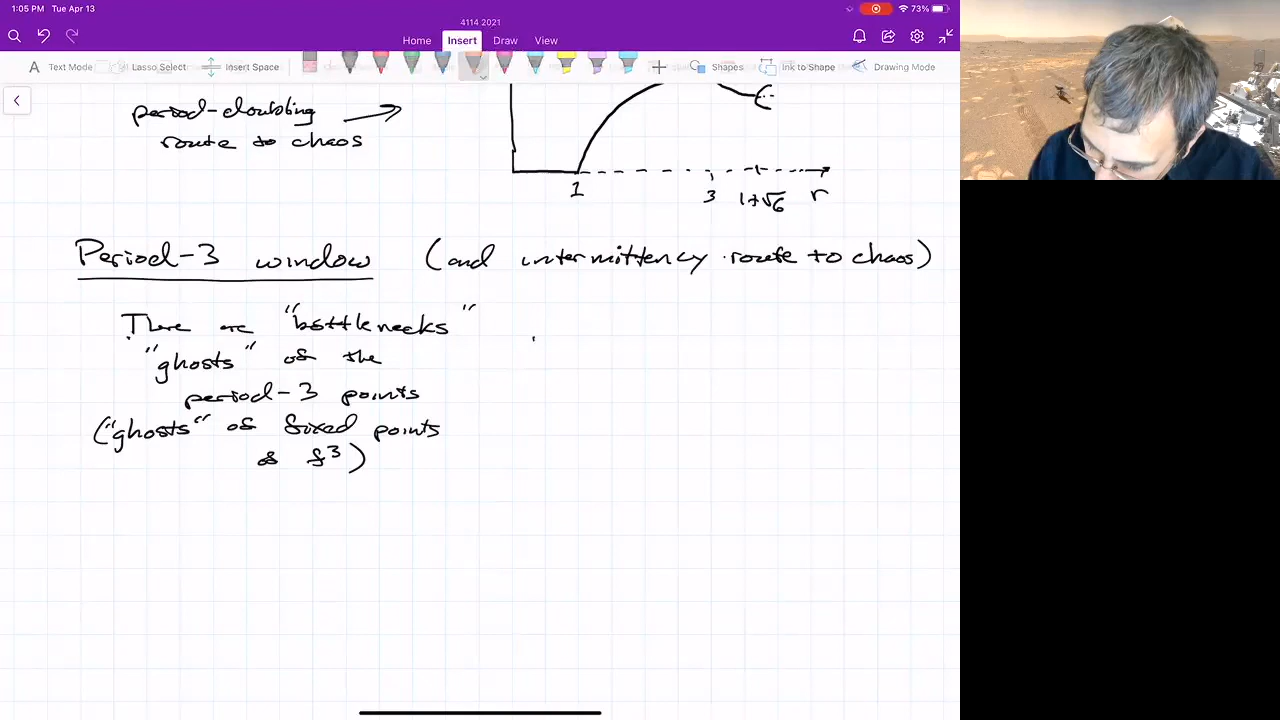 1:05 PM Tue Apr 13
73%
4114 2021
Home Insert Draw View
Text Mode Lasso Select Insert Space Shapes Ink to Shape Drawing Mode
period-doubling
route to chaos
1 3 1+√6 r
Period-3 window (and intermittency route to chaos)
There are "bottlenecks"
"ghosts" of the
period-3 points
("ghosts" of fixed points
of f³)